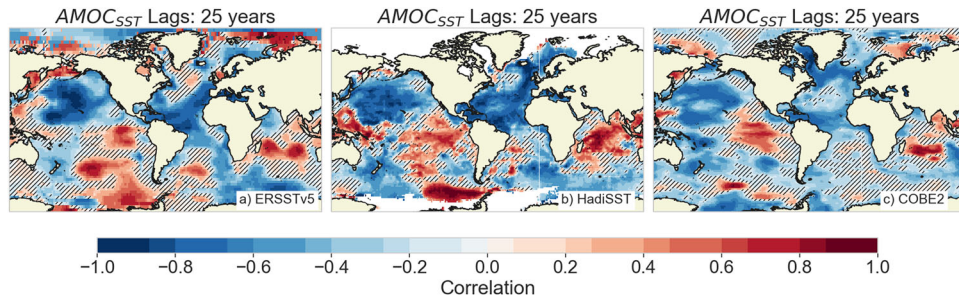 AMOC_SST Lags: 25 years
AMOC_SST Lags: 25 years
AMOC_SST Lags: 25 years
a) ERSSTv5
b) HadiSST
c) COBE2
−1.0 −0.8 −0.6 −0.4 −0.2 0.0 0.2 0.4 0.6 0.8 1.0
Correlation